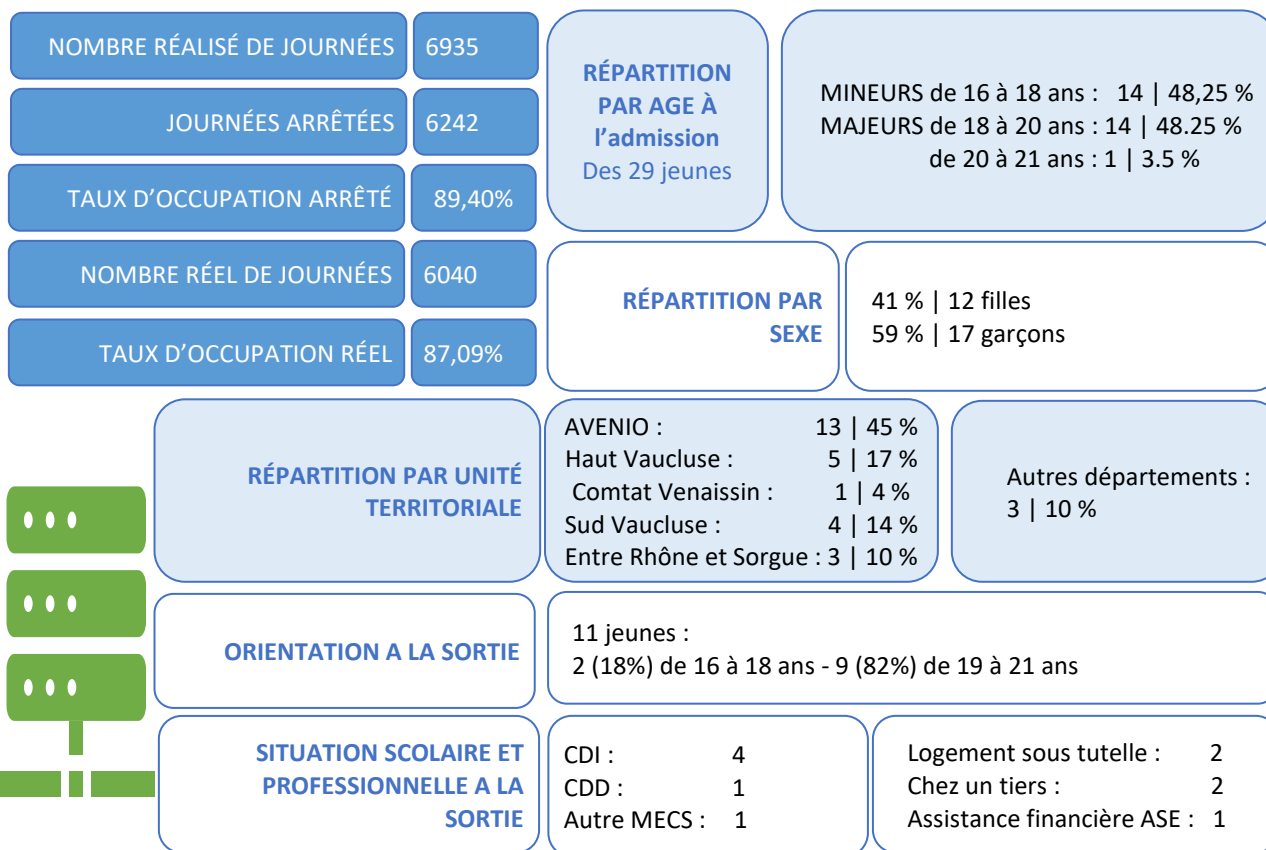 NOMBRE RÉALISÉ DE JOURNÉES 6935
JOURNÉES ARRÊTÉES 6242
TAUX D'OCCUPATION ARRÊTÉ 89,40%
NOMBRE RÉEL DE JOURNÉES 6040
TAUX D'OCCUPATION RÉEL 87,09%
RÉPARTITION
PAR AGE À
l'admission
Des 29 jeunes
MINEURS de 16 à 18 ans : 14 | 48,25 %
MAJEURS de 18 à 20 ans : 14 | 48.25 %
de 20 à 21 ans : 1 | 3.5 %
RÉPARTITION PAR
SEXE
41 % | 12 filles
59 % | 17 garçons
RÉPARTITION PAR UNITÉ
TERRITORIALE
AVENIO : 13 | 45 %
Haut Vaucluse : 5 | 17 %
Comtat Venaissin : 1 | 4 %
Sud Vaucluse : 4 | 14 %
Entre Rhône et Sorgue : 3 | 10 %
Autres départements :
3 | 10 %
ORIENTATION A LA SORTIE
11 jeunes :
2 (18%) de 16 à 18 ans - 9 (82%) de 19 à 21 ans
SITUATION SCOLAIRE ET
PROFESSIONNELLE A LA
SORTIE
CDI : 4
CDD : 1
Autre MECS : 1
Logement sous tutelle : 2
Chez un tiers : 2
Assistance financière ASE : 1